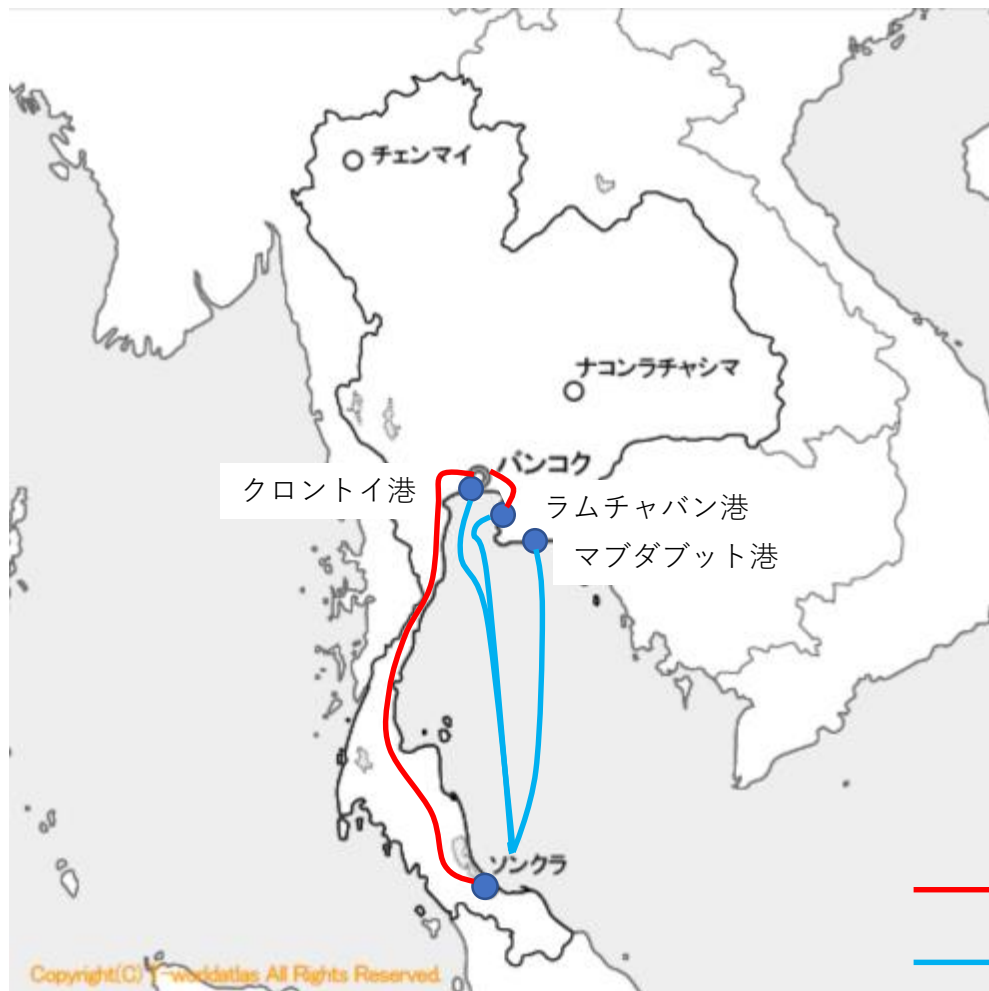 チェンマイ
ナコンラチャシマ
バンコク
クロントイ港
ラムチャバン港
マブダブット港
ソンクラ
Copyright(C) T-worldatlas All Rights Reserved.